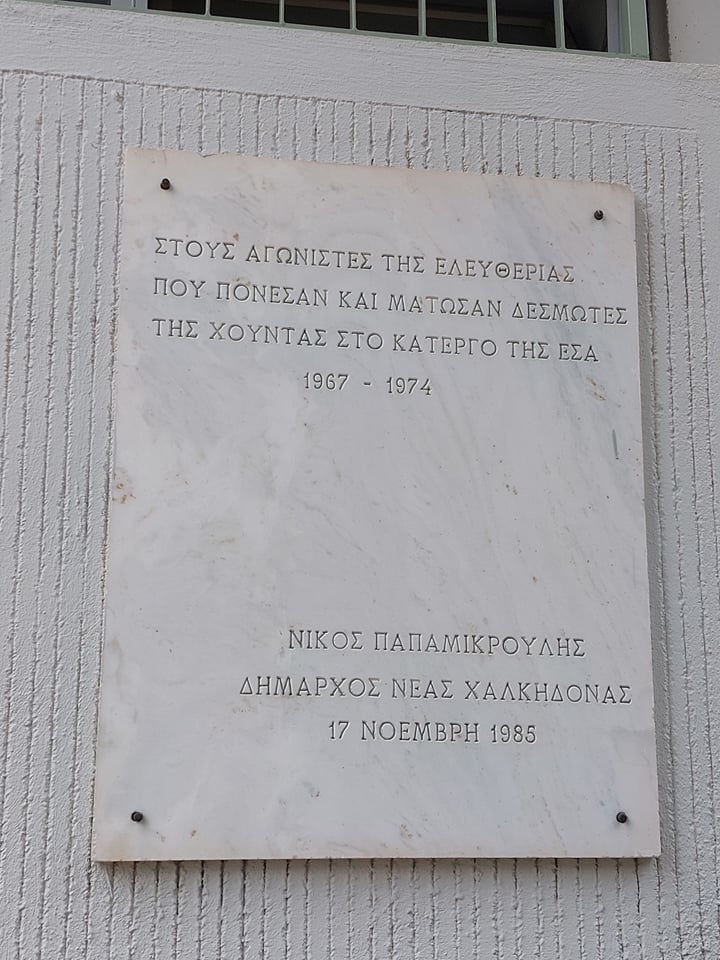 ΣΤΟΥΣ ΑΓΩΝΙΣΤΕΣ ΤΗΣ ΕΛΕΥΘΕΡΙΑΣ
ΠΟΥ ΠΟΝΕΣΑΝ ΚΑΙ ΜΑΤΩΣΑΝ ΔΕΣΜΩΤΕΣ
ΤΗΣ ΧΟΥΝΤΑΣ ΣΤΟ ΚΑΤΕΡΓΟ ΤΗΣ ΕΣΑ
1967 - 1974
ΝΙΚΟΣ ΠΑΠΑΜΙΚΡΟΥΛΗΣ
ΔΗΜΑΡΧΟΣ ΝΕΑΣ ΧΑΛΚΗΔΟΝΑΣ
17 ΝΟΕΜΒΡΗ 1985